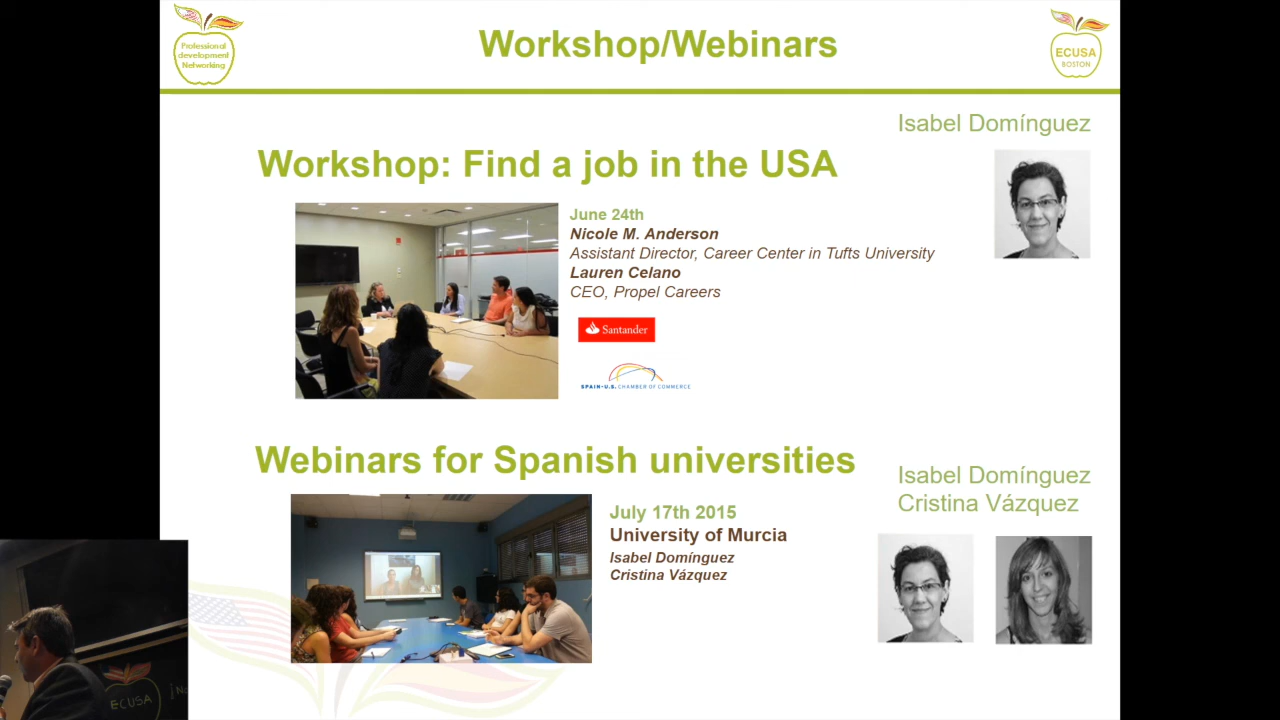 Professional
development
Networking
Workshop/Webinars
ECUSA
BOSTON
Isabel Domínguez
Workshop: Find a job in the USA
June 24th
Nicole M. Anderson
Assistant Director, Career Center in Tufts University
Lauren Celano
CEO, Propel Careers
Santander
SPAIN-U.S. CHAMBER OF COMMERCE
Webinars for Spanish universities
Isabel Domínguez
Cristina Vázquez
July 17th 2015
University of Murcia
Isabel Domínguez
Cristina Vázquez
ECUSA